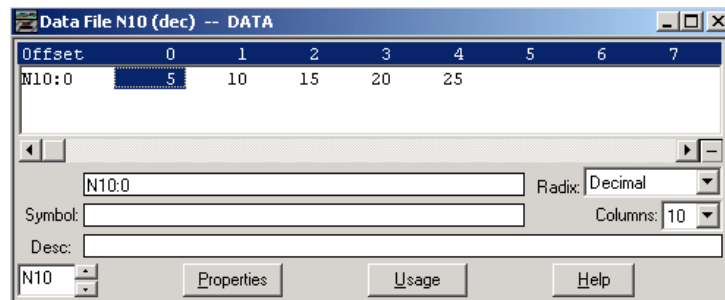 Data File N10 (dec) -- DATA
Offset 0 1 2 3 4 5 6 7
N10:0 5 10 15 20 25
N10:0 Radix: Decimal
Symbol: Columns: 10
Desc:
N10 Properties Usage Help